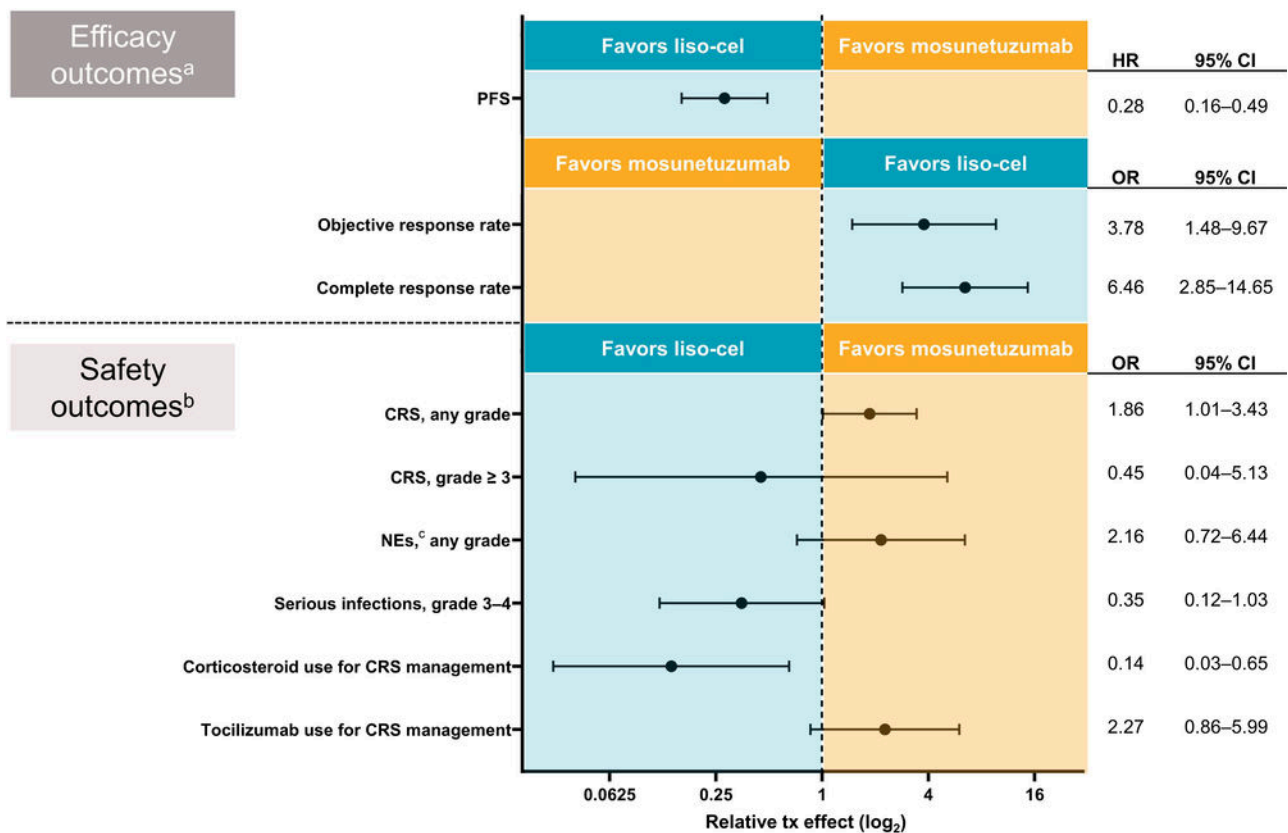 Efficacy
outcomesa
Favors liso-cel Favors mosunetuzumab HR 95% CI
PFS 0.28 0.16–0.49
Favors mosunetuzumab Favors liso-cel OR 95% CI
Objective response rate 3.78 1.48–9.67
Complete response rate 6.46 2.85–14.65
Safety
outcomesb
Favors liso-cel Favors mosunetuzumab OR 95% CI
CRS, any grade 1.86 1.01–3.43
CRS, grade ≥ 3 0.45 0.04–5.13
NEs,c any grade 2.16 0.72–6.44
Serious infections, grade 3–4 0.35 0.12–1.03
Corticosteroid use for CRS management 0.14 0.03–0.65
Tocilizumab use for CRS management 2.27 0.86–5.99
0.0625 0.25 1 4 16
Relative tx effect (log2)